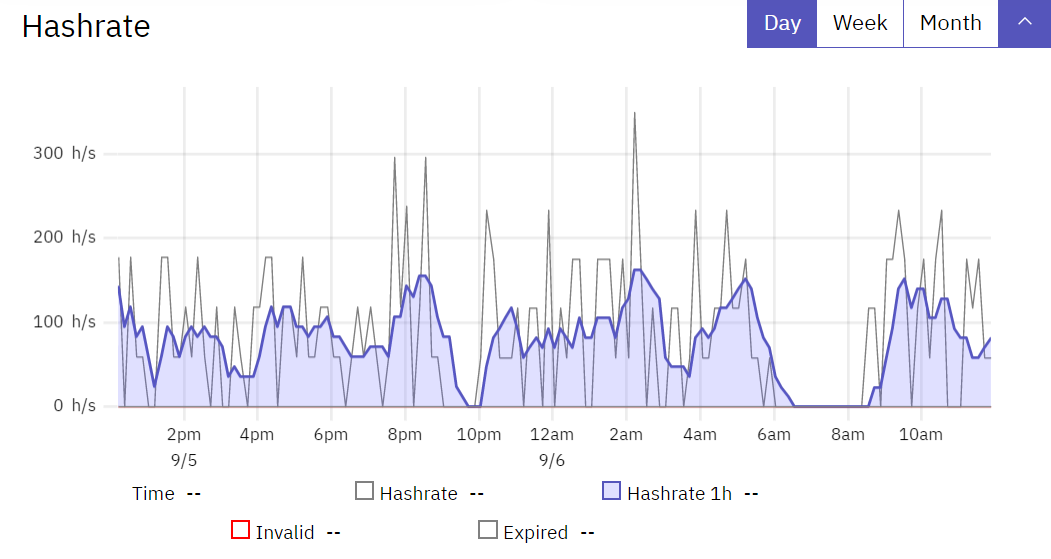 Hashrate
Day Week Month
300 h/s
200 h/s
100 h/s
0 h/s
2pm 4pm 6pm 8pm 10pm 12am 2am 4am 6am 8am 10am
9/5 9/6
Time -- Hashrate -- Hashrate 1h --
Invalid -- Expired --